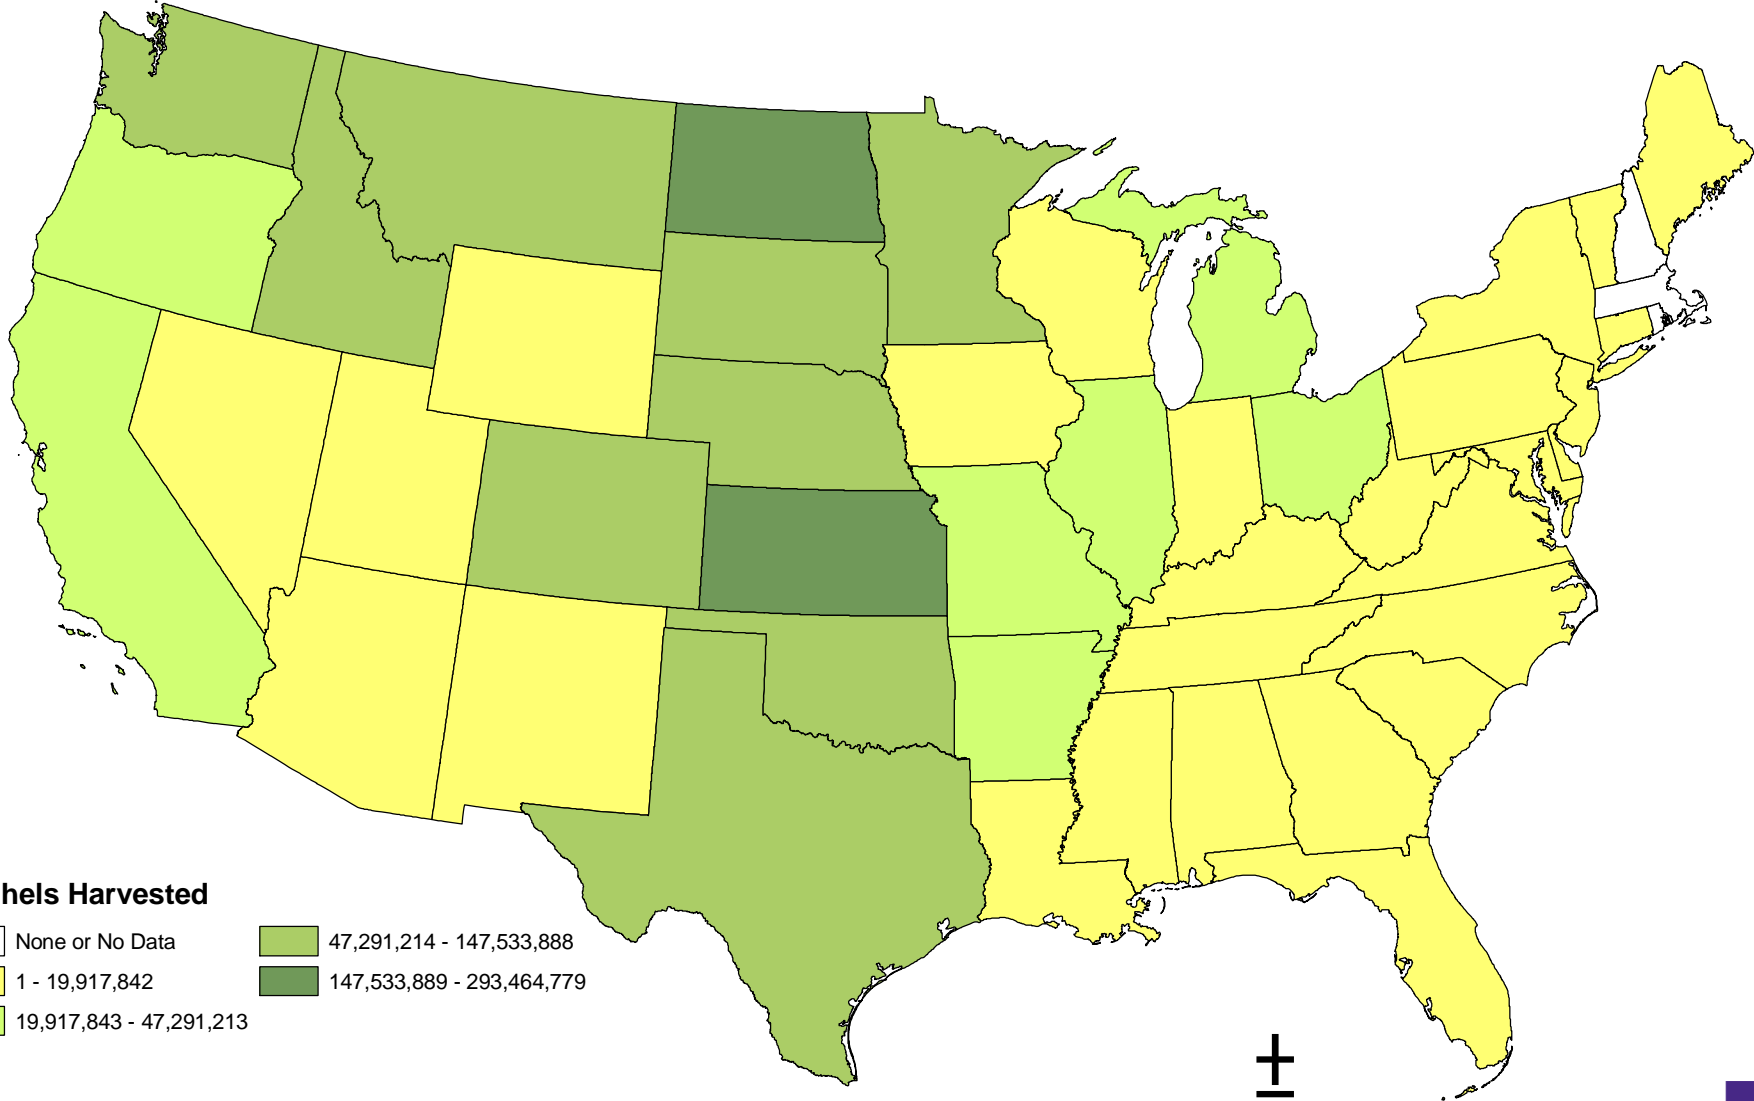 hels Harvested
None or No Data
1 - 19,917,842
19,917,843 - 47,291,213
47,291,214 - 147,533,888
147,533,889 - 293,464,779